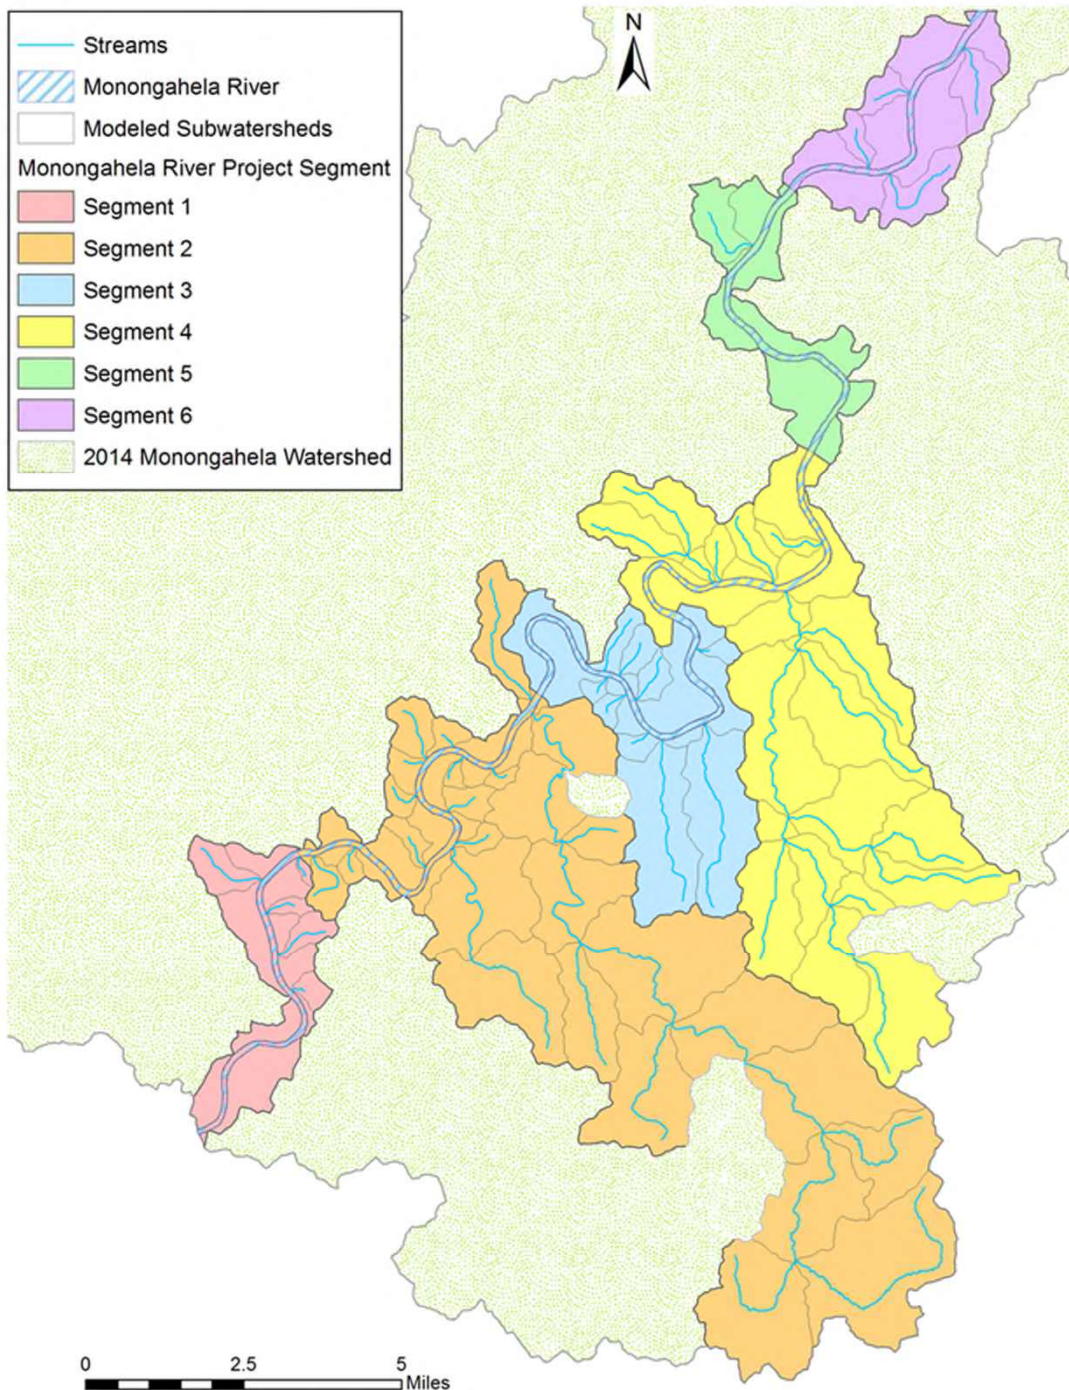 N
Streams
Monongahela River
Modeled Subwatersheds
Monongahela River Project Segment
Segment 1
Segment 2
Segment 3
Segment 4
Segment 5
Segment 6
2014 Monongahela Watershed
0 2.5 5
Miles